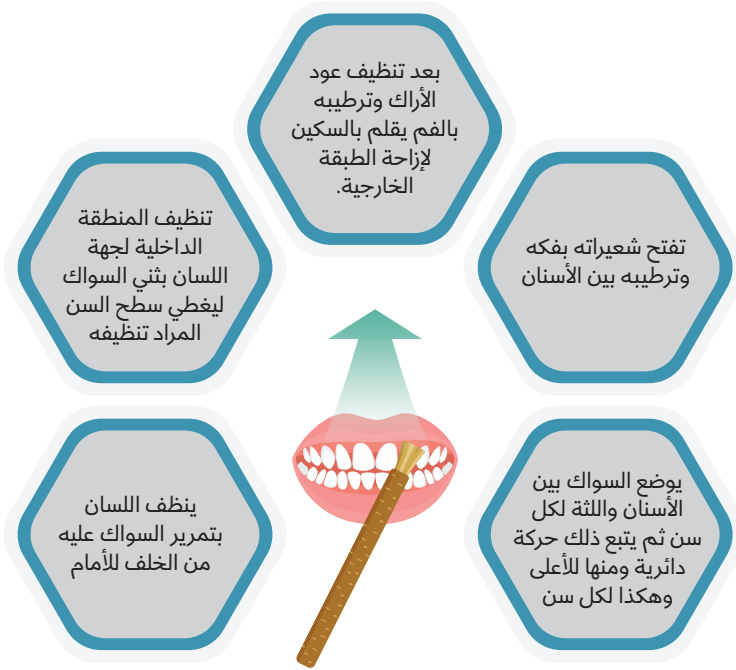 بعد تنظيف عود
الأراك وترطيبه
بالفم يقلم بالسكين
لإزاحة الطبقة
الخارجية.
تفتح شعيراته بفكه
وترطيبه بين الأسنان
يوضع السواك بين
الأسنان واللثة لكل
سن ثم يتبع ذلك حركة
دائرية ومنها للأعلى
وهكذا لكل سن
تنظيف المنطقة
الداخلية لجهة
اللسان بثني السواك
ليغطي سطح السن
المراد تنظيفه
ينظف اللسان
بتمرير السواك عليه
من الخلف للأمام